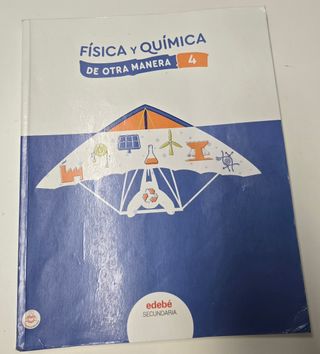 FÍSICA Y QUÍMICA
DE OTRA MANERA 4
edebé
SECUNDARIA